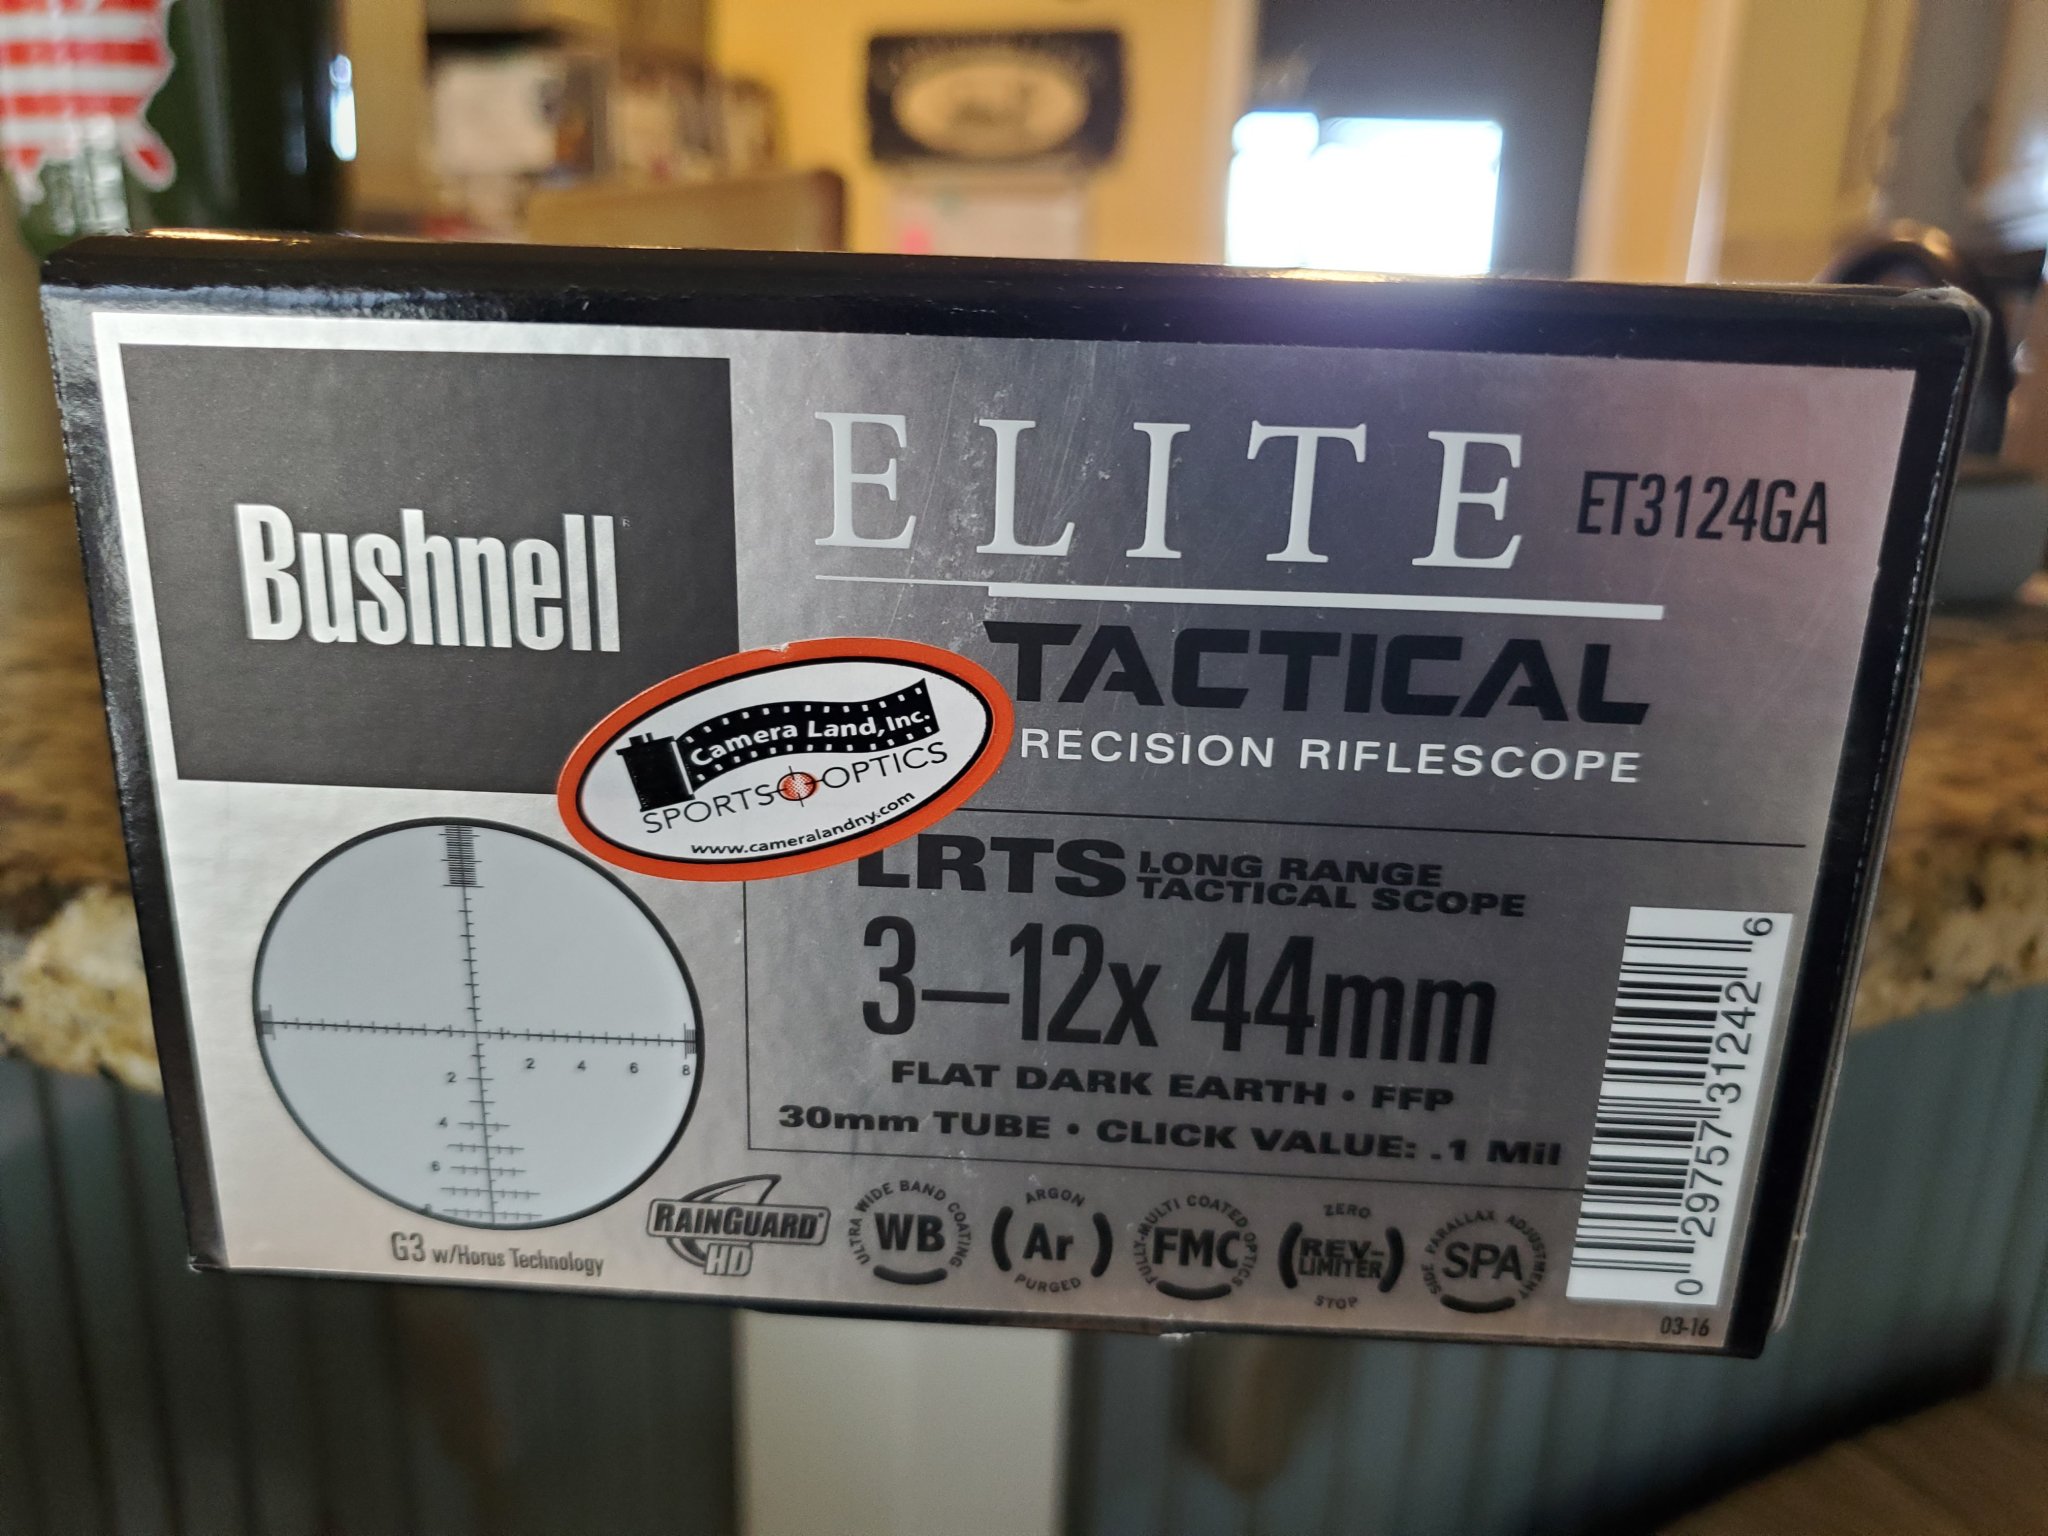 Bushnell®
ELITE ET3124GA
TACTICAL
RECISION RIFLESCOPE
Camera Land, Inc.
SPORTS OPTICS
www.cameralandny.com
LRTS LONG RANGE
TACTICAL SCOPE
3–12x 44mm
FLAT DARK EARTH • FFP
30mm TUBE • CLICK VALUE: .1 Mil
2 4 6 8
2
4
6
8
G3 w/Horus Technology
RAINGUARD®
HD
ULTRA WIDE BAND COATING
WB
ARGON
Ar
PURGED
FULLY-MULTI COATED OPTICS
FMC
ZERO
REV-
LIMITER
STOP
SIDE PARALLAX ADJUSTMENT
SPA
0 29757 31242 6
03-16